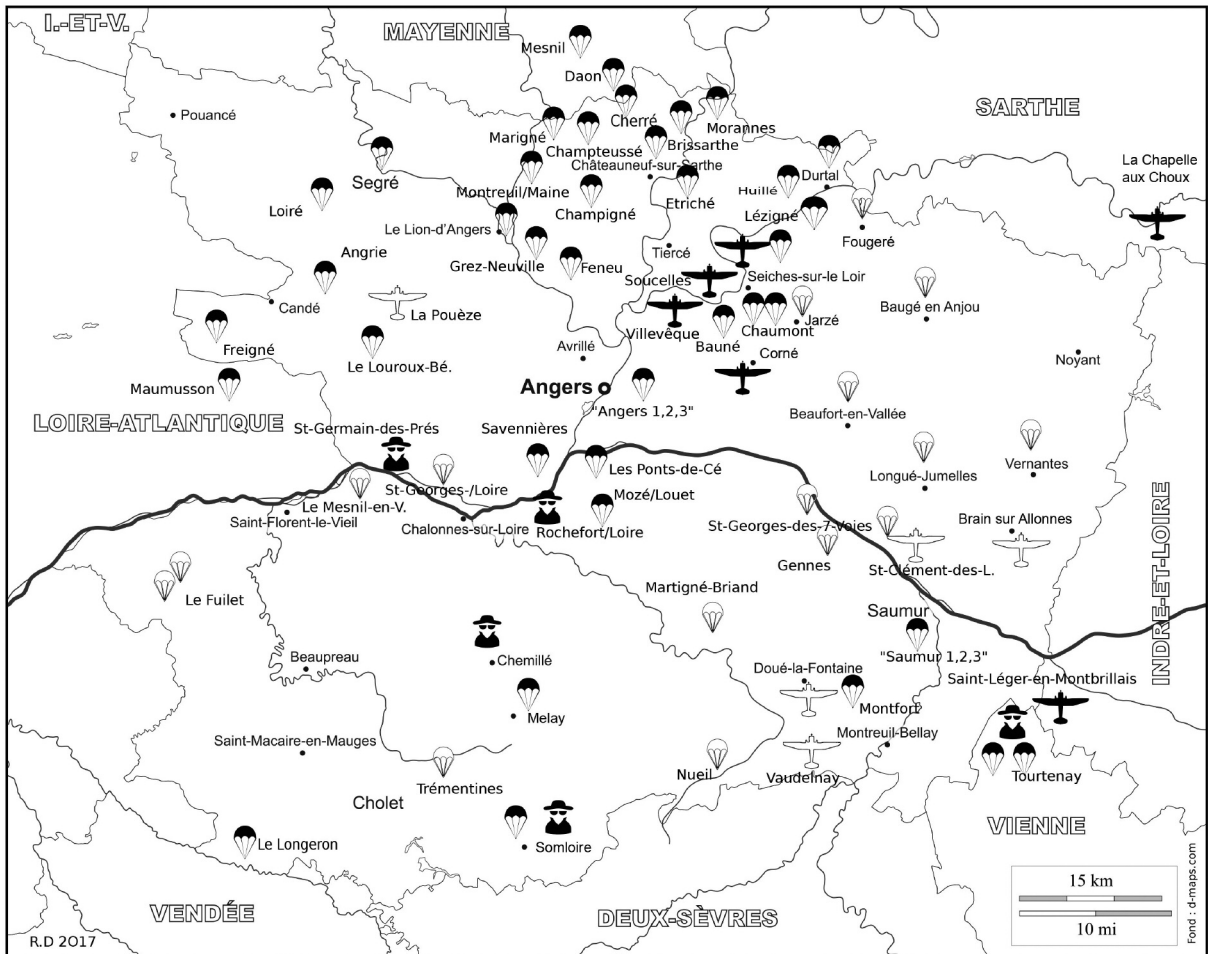 I.-ET-V.
MAYENNE
Mesnil
Daon
SARTHE
Pouancé
Cherré
Morannes
Marigné
Champteussé
Brissarthe
Châteauneuf-sur-Sarthe
La Chapelle
aux Choux
Segré
Montreuil/Maine
Etriché
Huillé
Durtal
Loiré
Champigné
Lézigné
Le Lion-d'Angers
Fougeré
Tiercé
Angrie
Grez-Neuville
Feneu
Soucelles
Seiches-sur-le Loir
Candé
La Pouèze
Jarzé
Baugé en Anjou
Villevêque
Chaumont
Freigné
Bauné
Avrillé
Corné
Noyant
Le Louroux-Bé.
Maumusson
Angers
"Angers 1,2,3"
Beaufort-en-Vallée
LOIRE-ATLANTIQUE
St-Germain-des-Prés
Savennières
Les Ponts-de-Cé
Longué-Jumelles
Vernantes
St-Georges-/Loire
Mozé/Louet
Le Mesnil-en-V.
Saint-Florent-le-Vieil
Chalonnes-sur-Loire
Rochefort/Loire
St-Georges-des-7-Voies
Brain sur Allonnes
INDRE-ET-LOIRE
Gennes
St-Clément-des-L.
Le Fuilet
Martigné-Briand
Saumur
"Saumur 1,2,3"
Beaupreau
Chemillé
Doué-la-Fontaine
Saint-Léger-en-Montbrillais
Melay
Montfort
Montreuil-Bellay
Saint-Macaire-en-Mauges
Nueil
Vaudelnay
Tourtenay
Trémentines
Cholet
VIENNE
Le Longeron
Somloire
15 km
10 mi
VENDÉE
DEUX-SÈVRES
R.D 2017
Fond : d-maps.com